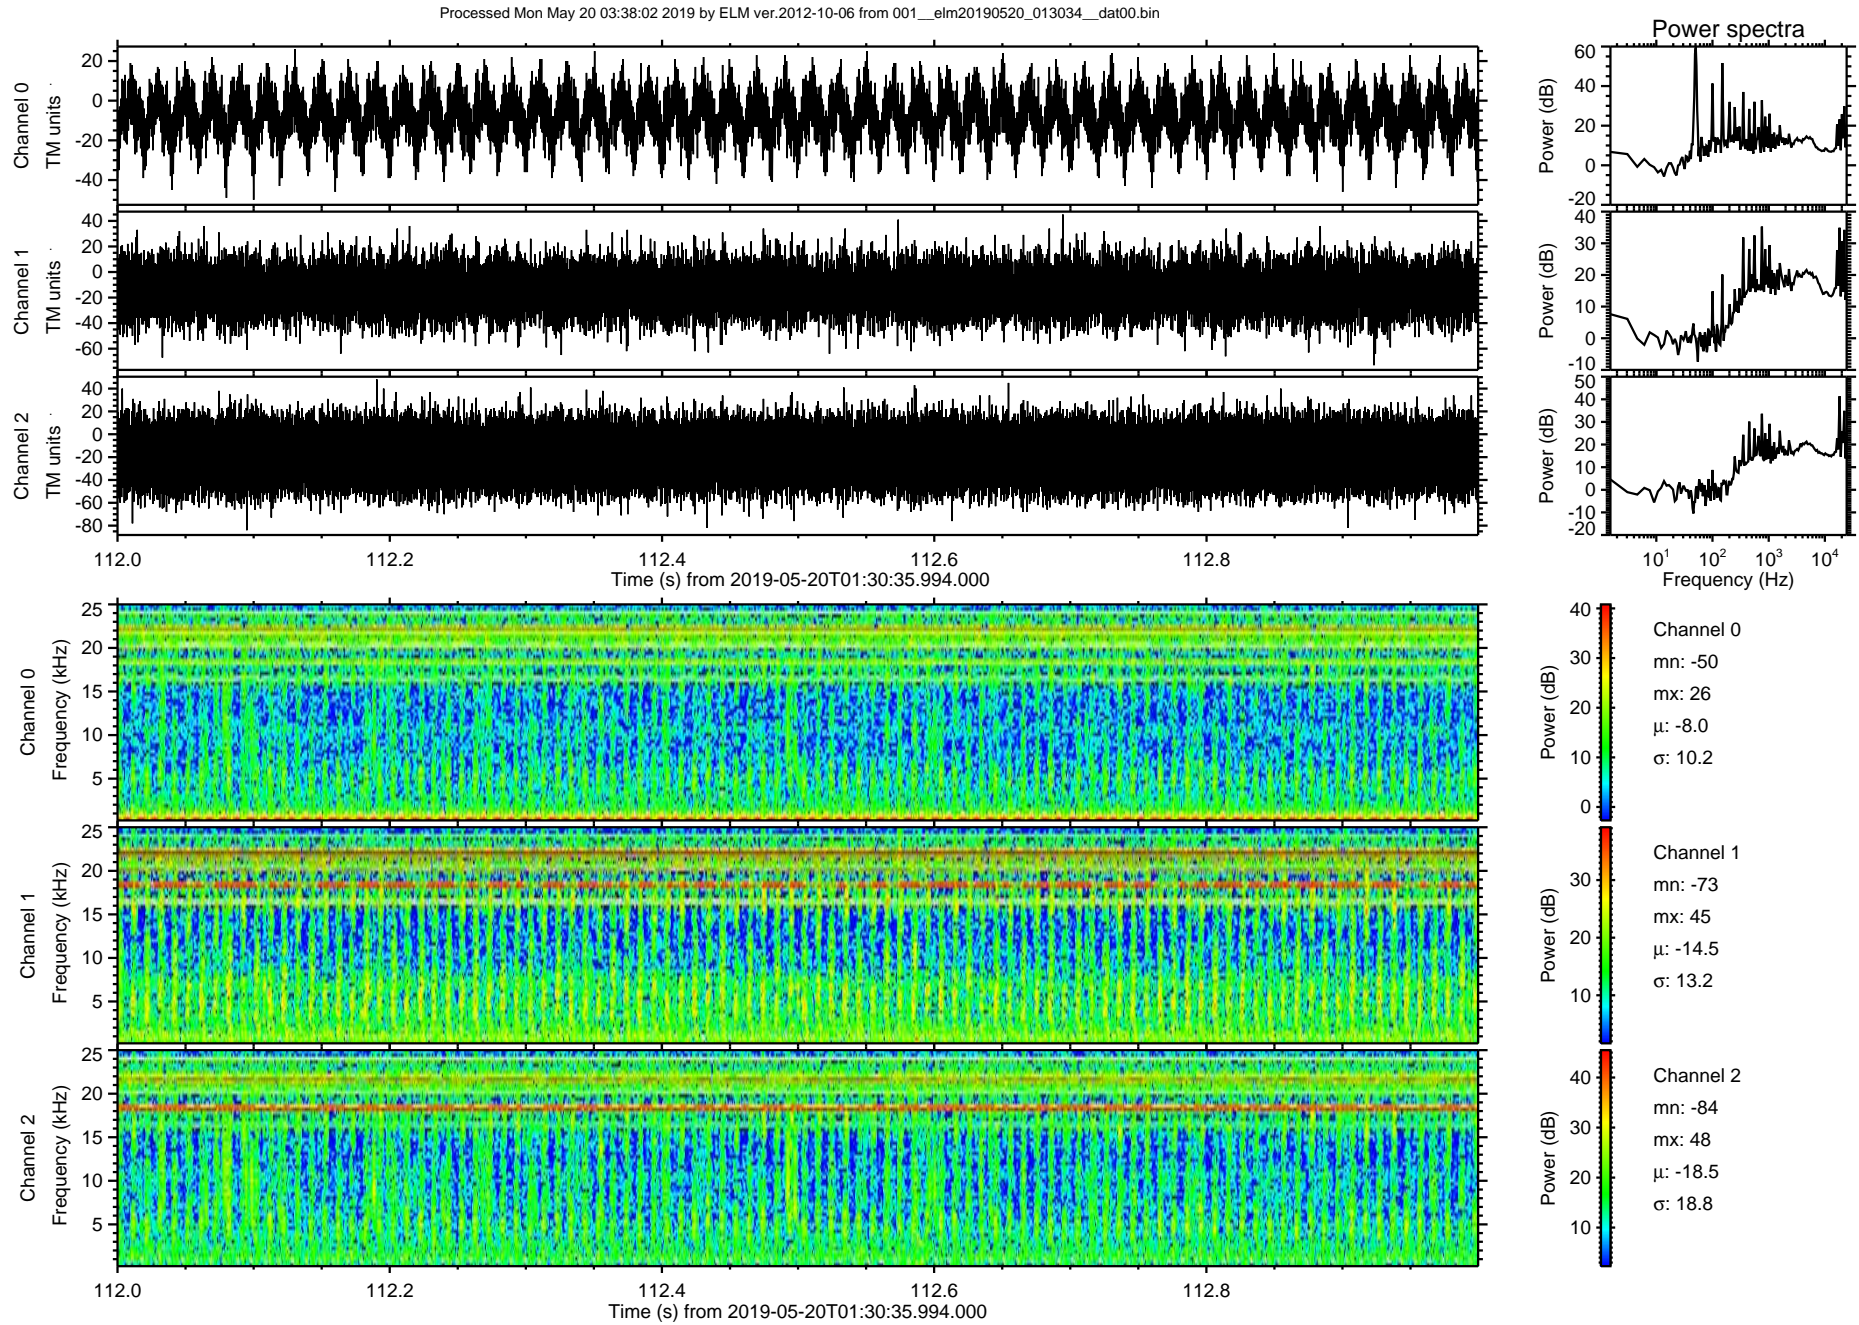 Processed Mon May 20 03:38:02 2019 by ELM ver.2012-10-06 from 001__elm20190520_013034__dat00.bin
Power spectra
Channel 0
TM units
20
0
-20
-40
Power (dB)
60
40
20
0
-20
Channel 1
TM units
40
20
0
-20
-40
-60
Power (dB)
40
30
20
10
0
-10
Channel 2
TM units
40
20
0
-20
-40
-60
-80
Power (dB)
50
40
30
20
10
0
-10
-20
112.0 112.2 112.4 112.6 112.8
Time (s) from 2019-05-20T01:30:35.994.000
10¹ 10² 10³ 10⁴
Frequency (Hz)
Channel 0
Frequency (kHz)
25
20
15
10
5
Power (dB)
40
30
20
10
0
Channel 0
mn: -50
mx: 26
μ: -8.0
σ: 10.2
Channel 1
Frequency (kHz)
25
20
15
10
5
Power (dB)
30
20
10
Channel 1
mn: -73
mx: 45
μ: -14.5
σ: 13.2
Channel 2
Frequency (kHz)
25
20
15
10
5
Power (dB)
40
30
20
10
Channel 2
mn: -84
mx: 48
μ: -18.5
σ: 18.8
112.0 112.2 112.4 112.6 112.8
Time (s) from 2019-05-20T01:30:35.994.000